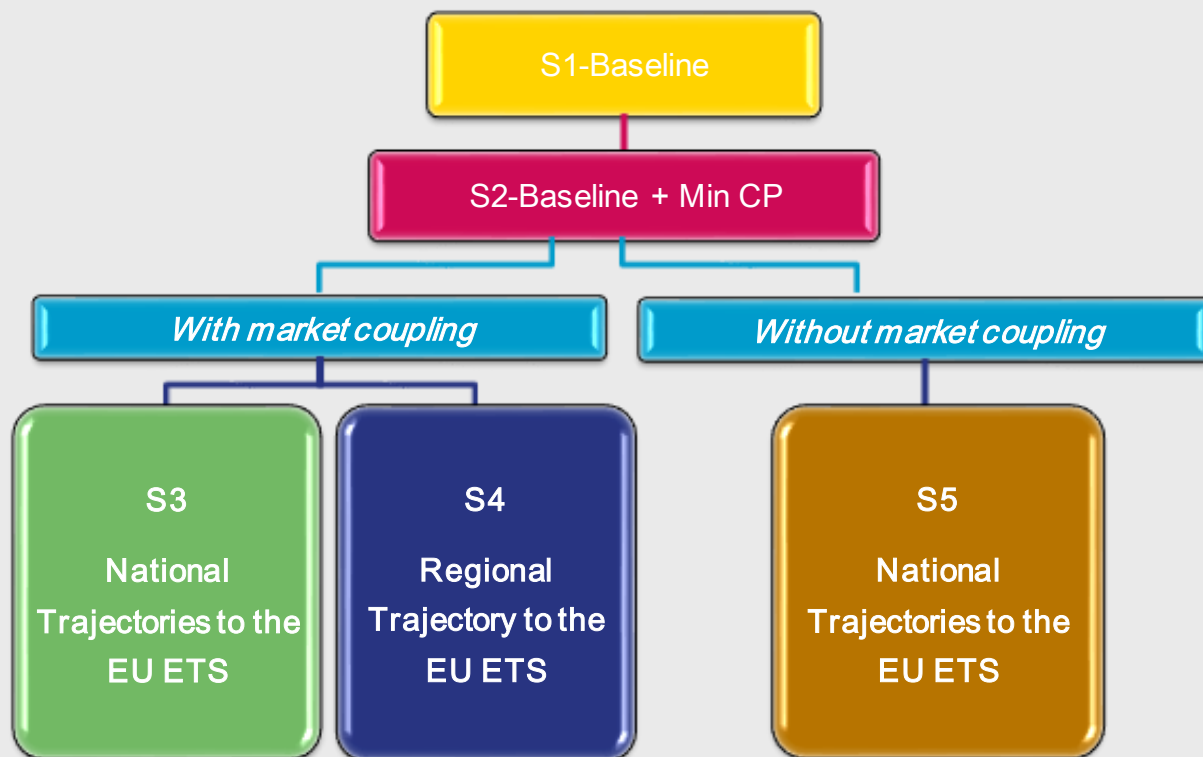 S1-Baseline
S2-Baseline + Min CP
With market coupling
Without market coupling
S3
National
Trajectories to the
EU ETS
S4
Regional
Trajectory to the
EU ETS
S5
National
Trajectories to the
EU ETS